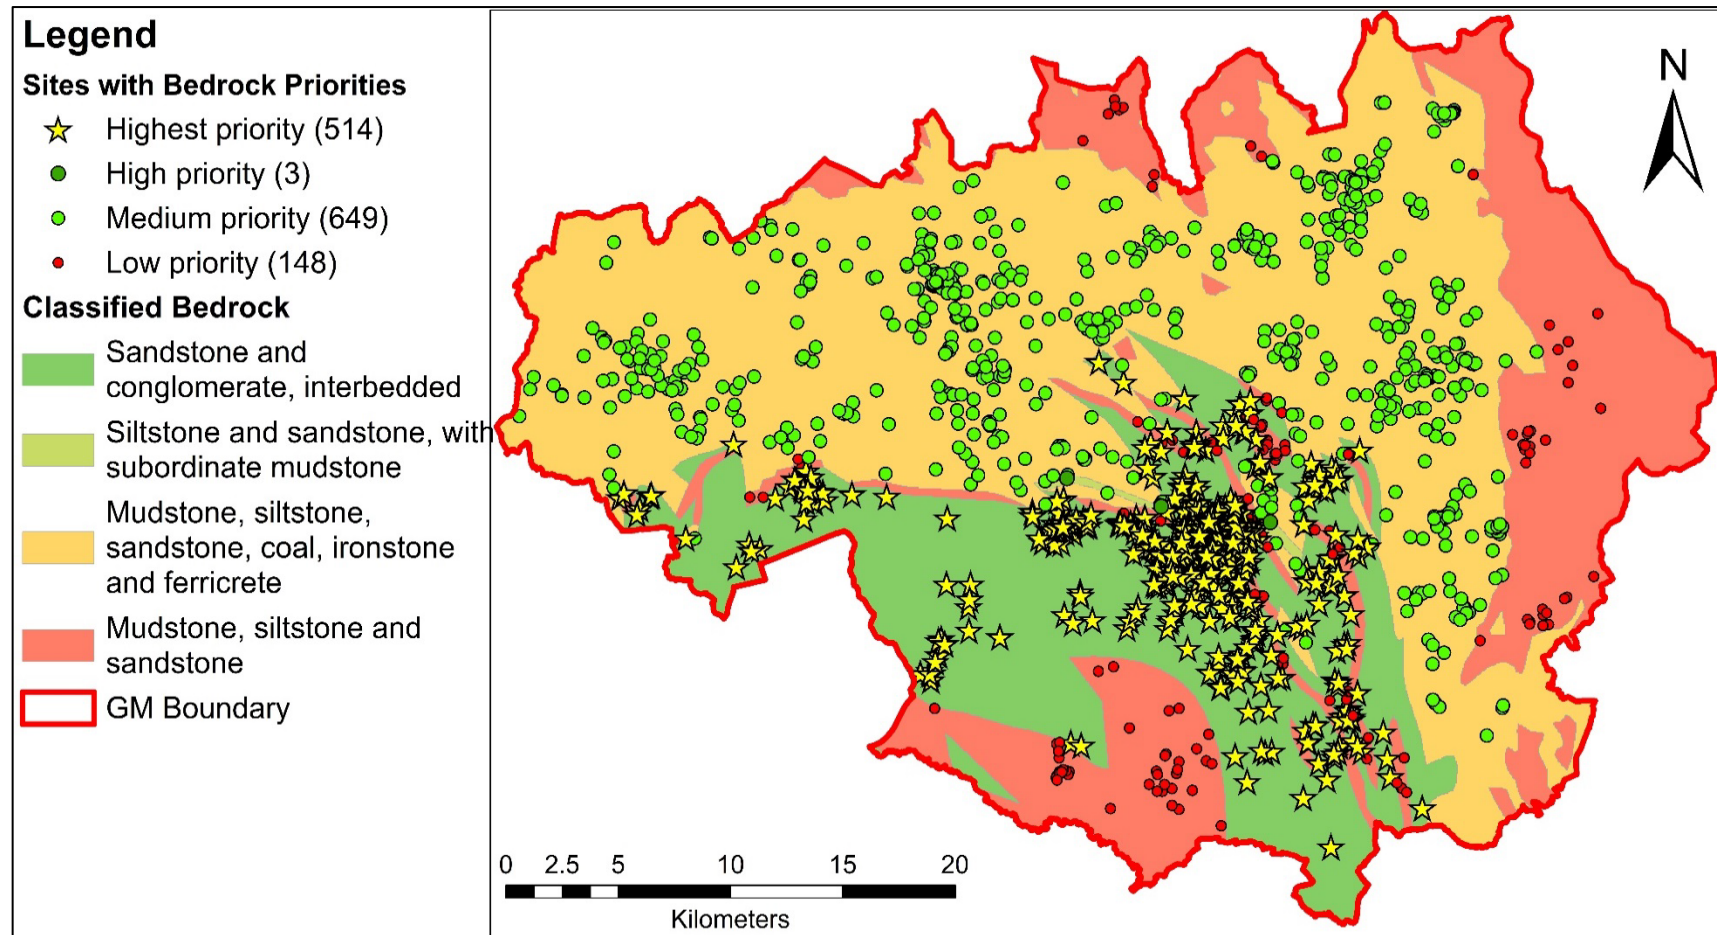 Legend
Sites with Bedrock Priorities
Highest priority (514)
High priority (3)
Medium priority (649)
Low priority (148)
Classified Bedrock
Sandstone and
conglomerate, interbedded
Siltstone and sandstone, with
subordinate mudstone
Mudstone, siltstone,
sandstone, coal, ironstone
and ferricrete
Mudstone, siltstone and
sandstone
GM Boundary
N
0 2.5 5 10 15 20
Kilometers